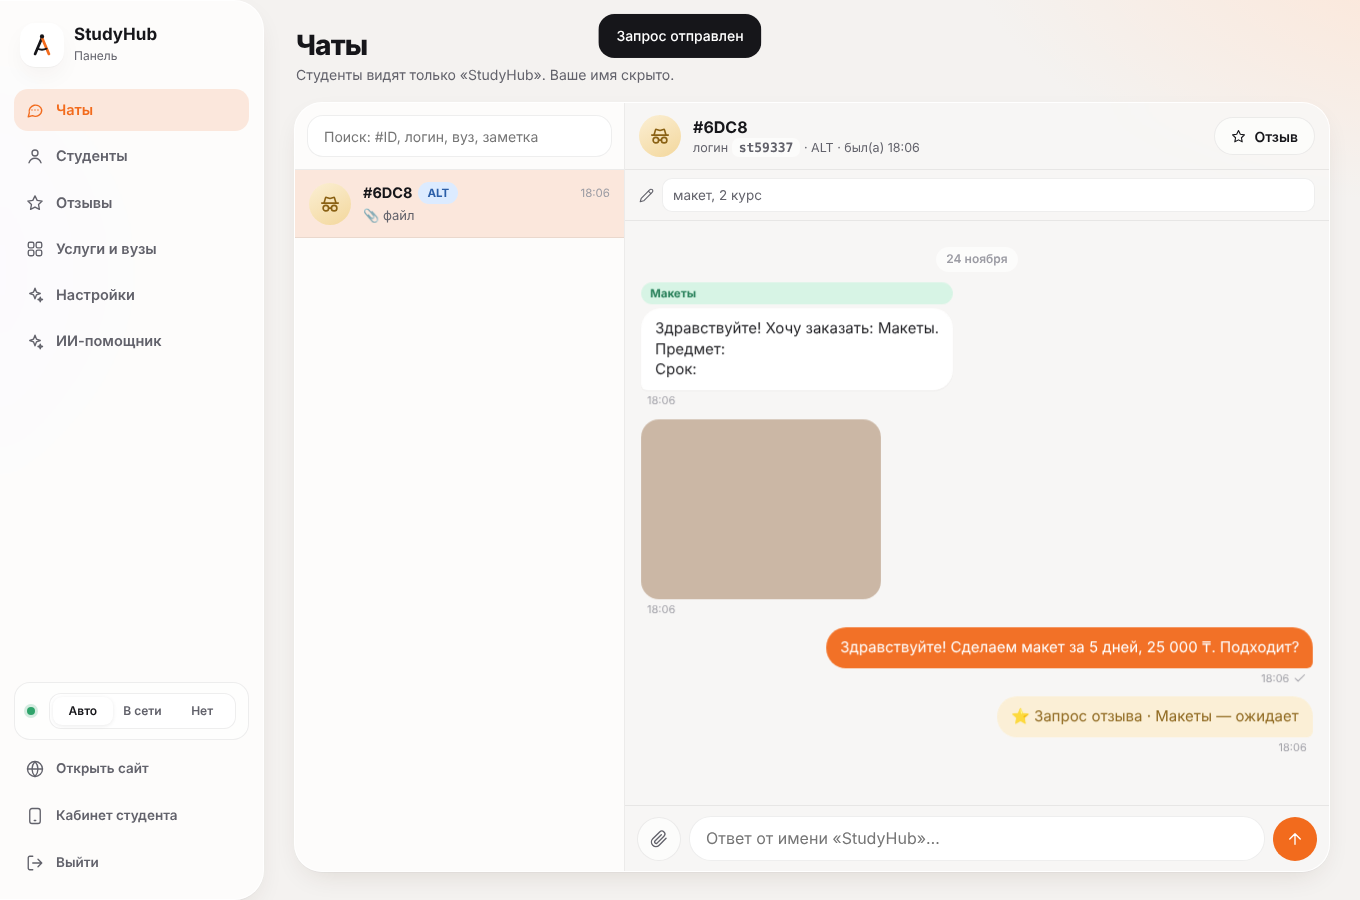 StudyHub
Панель
Чаты
Студенты
Отзывы
Услуги и вузы
Настройки
ИИ-помощник
Авто
В сети
Нет
Открыть сайт
Кабинет студента
Выйти
Запрос отправлен
Чаты
Студенты видят только «StudyHub». Ваше имя скрыто.
Поиск: #ID, логин, вуз, заметка
#6DC8 ALT 18:06
📎 файл
#6DC8
логин st59337 · ALT · был(а) 18:06
Отзыв
макет, 2 курс
24 ноября
Макеты
Здравствуйте! Хочу заказать: Макеты.
Предмет:
Срок:
18:06
18:06
Здравствуйте! Сделаем макет за 5 дней, 25 000 ₸. Подходит?
18:06
⭐ Запрос отзыва · Макеты — ожидает
18:06
Ответ от имени «StudyHub»...